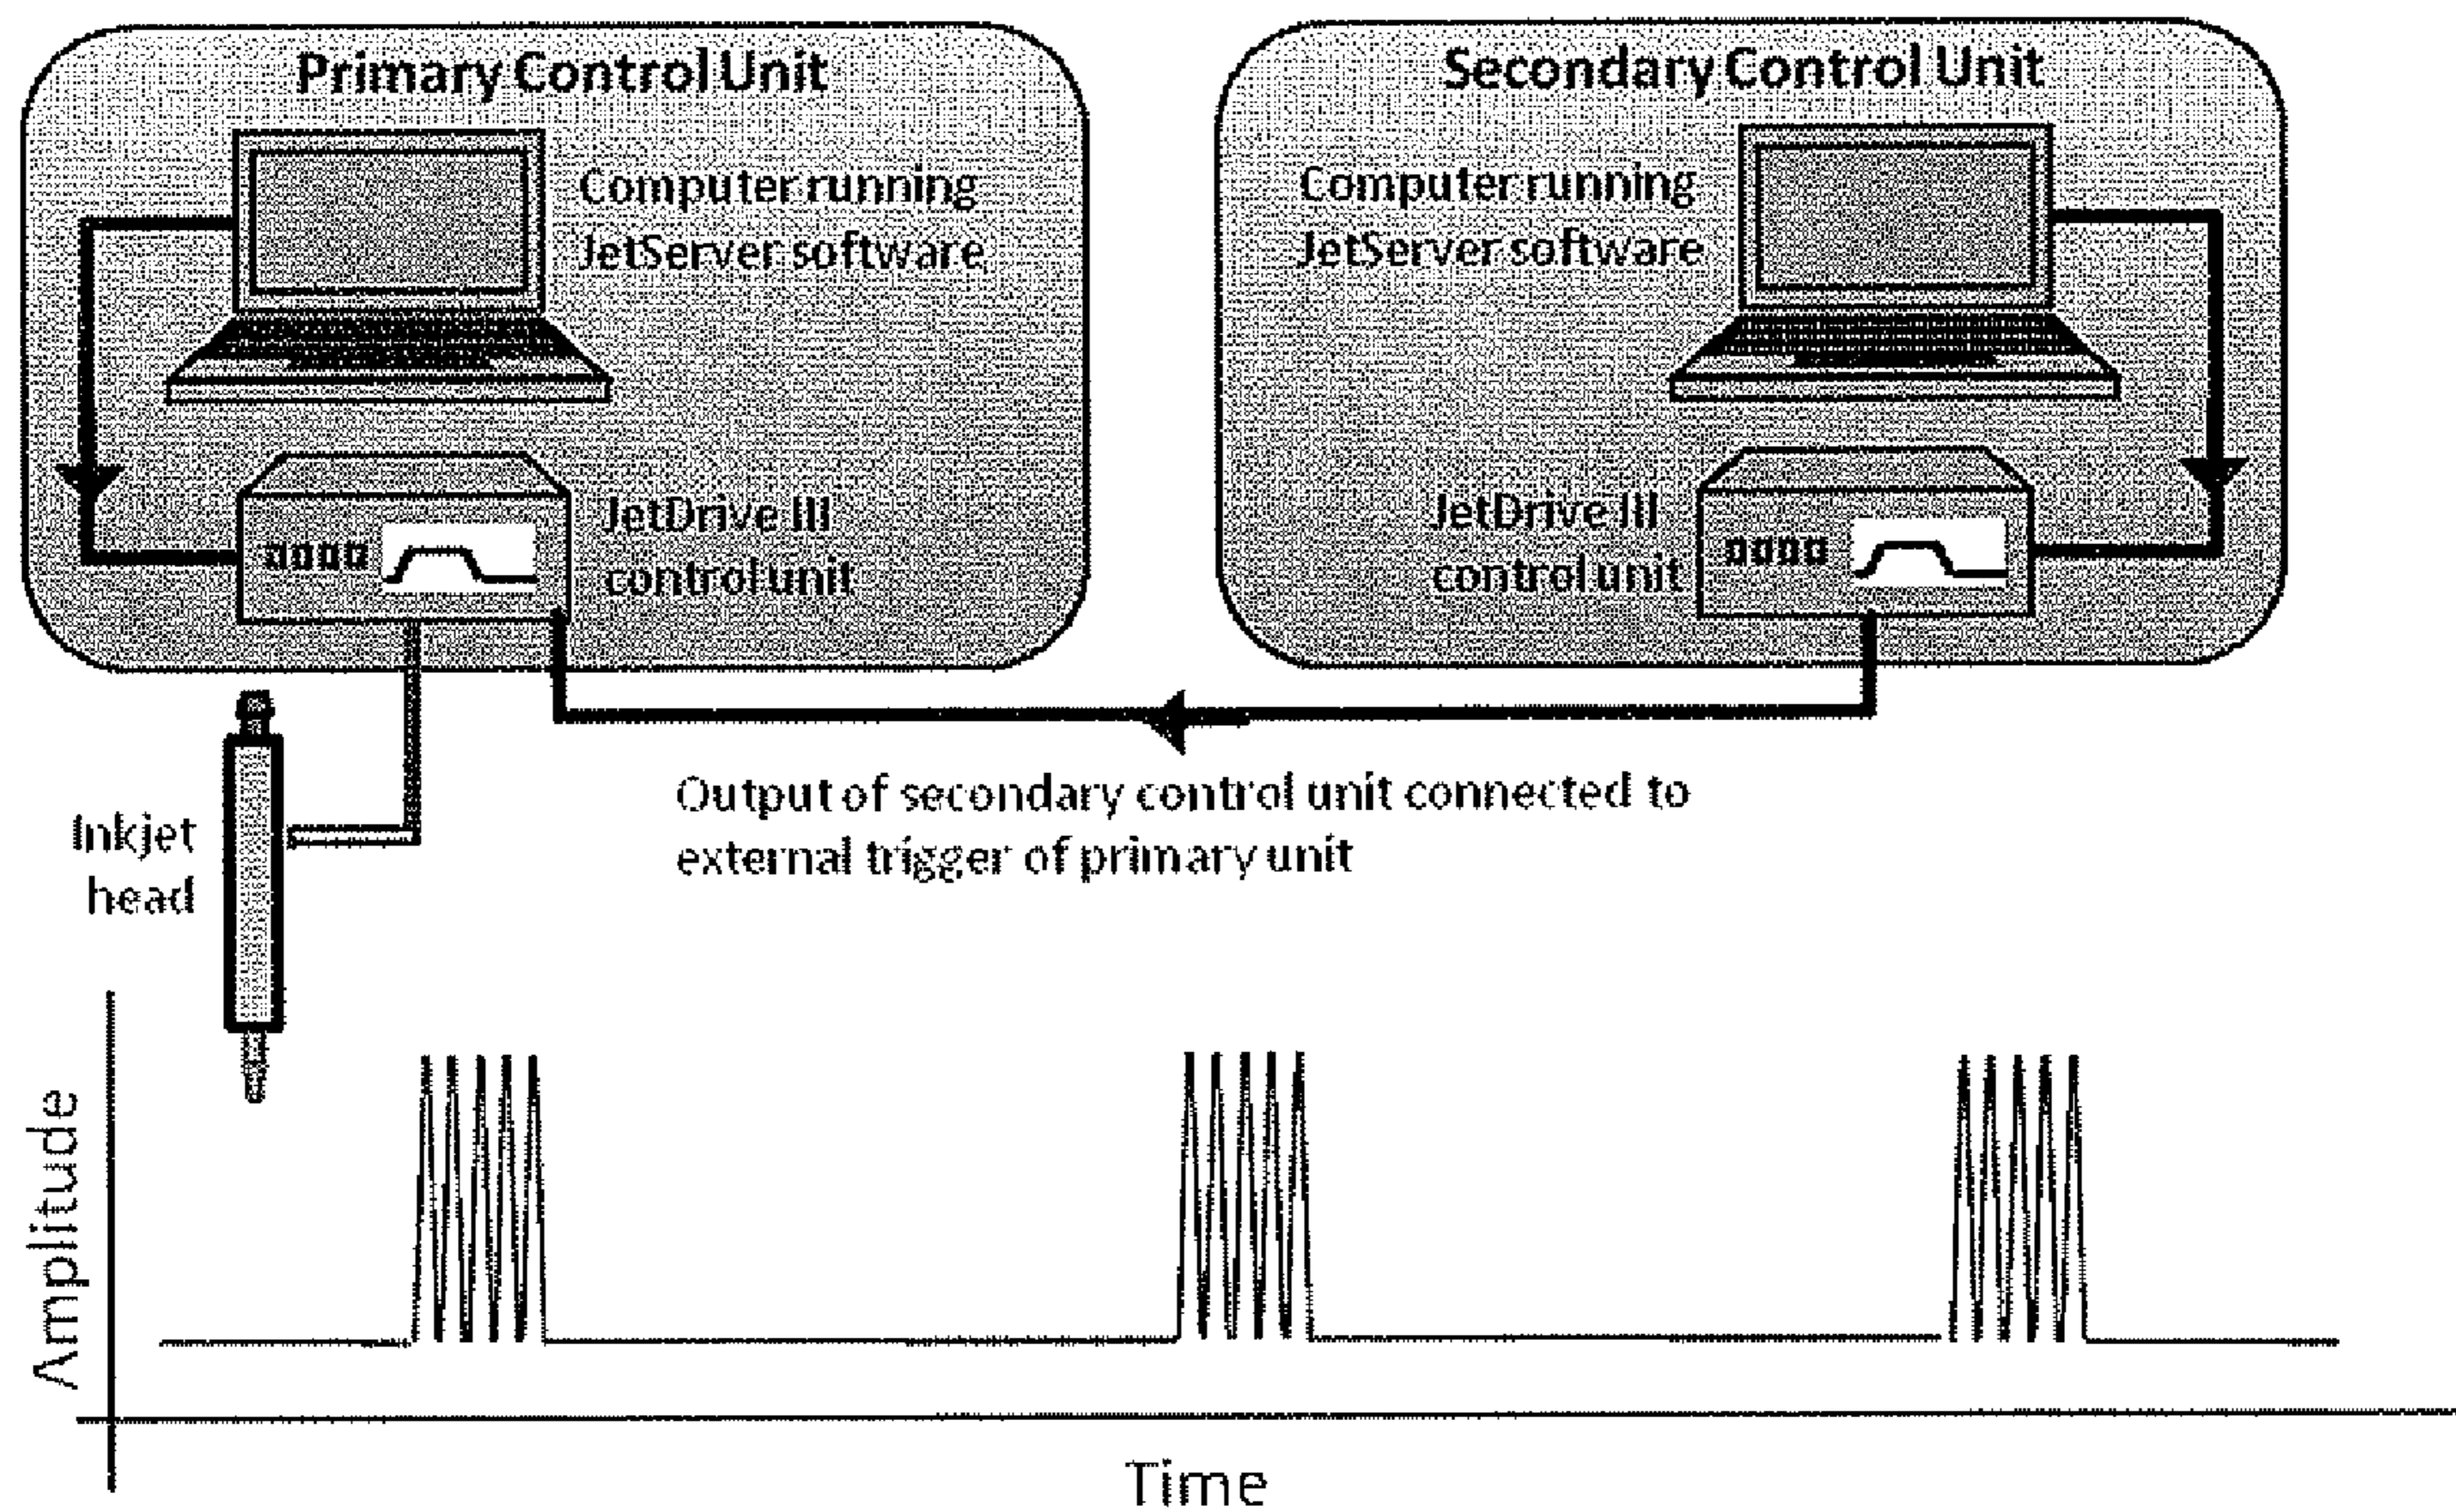 Primary Control Unit
Computer running
JetServer software
JetDrive III
control unit
Secondary Control Unit
Computer running
JetServer software
JetDrive III
control unit
Output of secondary control unit connected to
external trigger of primary unit
Inkjet
head
Amplitude
Time